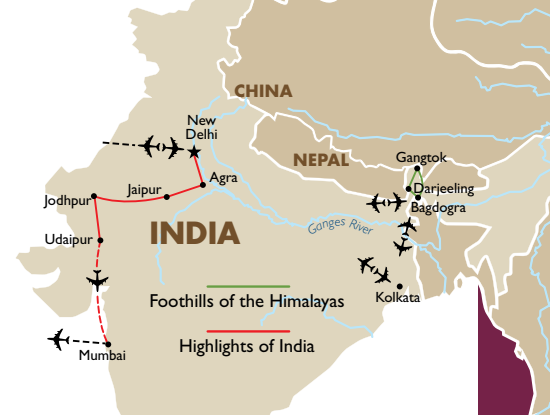 CHINA
New
Delhi
NEPAL
Gangtok
Agra
Jaipur
Darjeeling
Jodhpur
Bagdogra
INDIA
Ganges River
Udaipur
Foothills of the Himalayas
Kolkata
Highlights of India
Mumbai